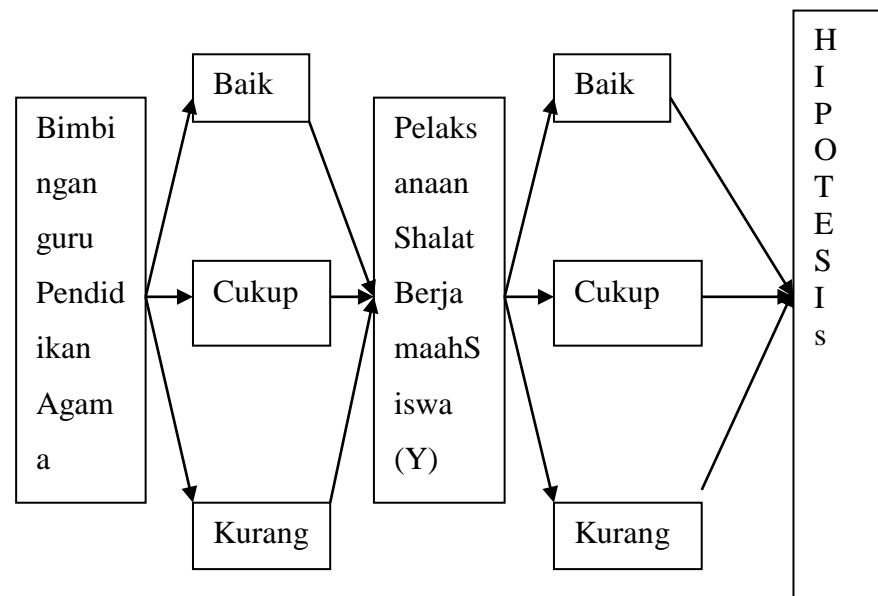 Bimbi
ngan
guru
Pendid
ikan
Agam
a
Baik
Cukup
Kurang
Pelaks
anaan
Shalat
Berja
maahS
iswa
(Y)
Baik
Cukup
Kurang
H
I
P
O
T
E
S
I
s